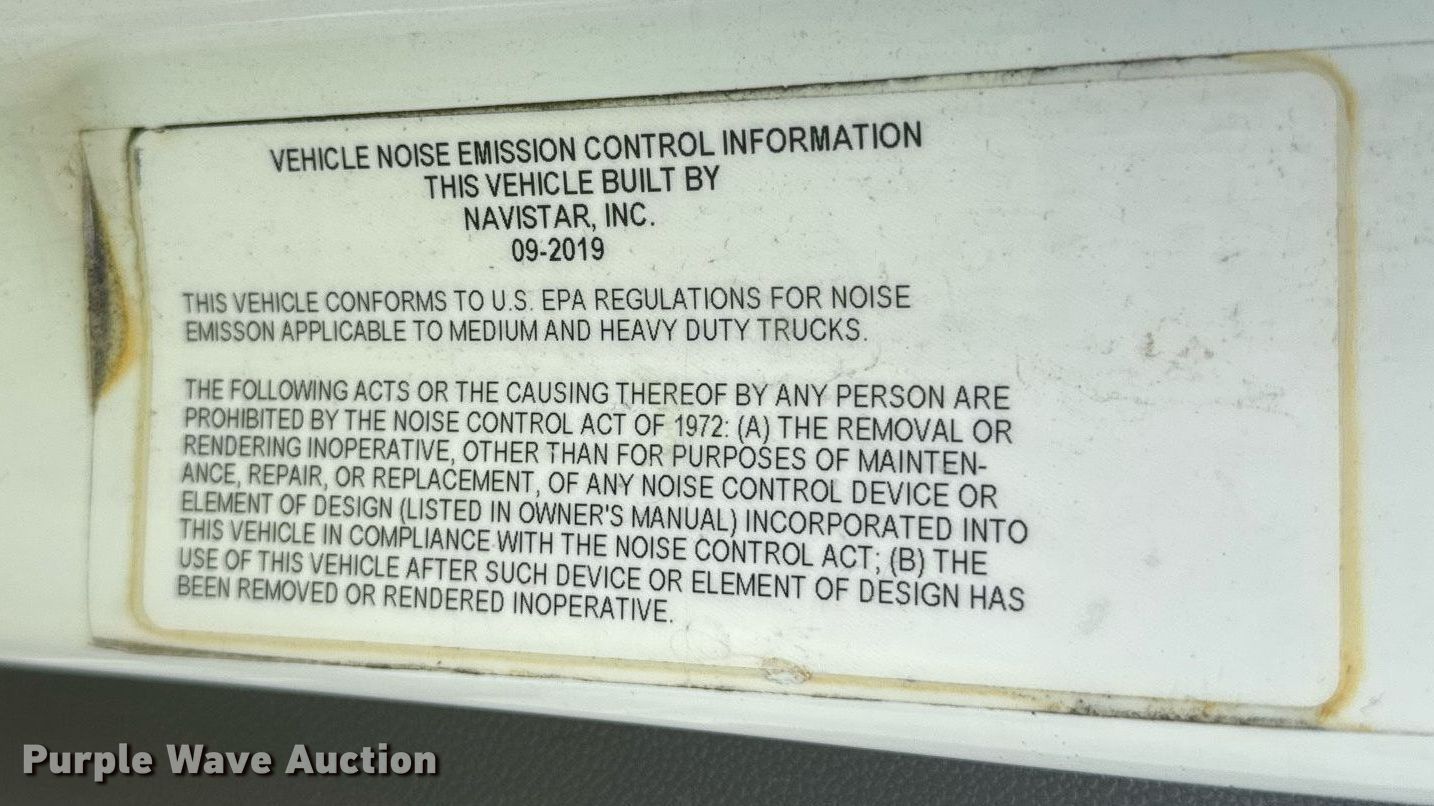 VEHICLE NOISE EMISSION CONTROL INFORMATION
THIS VEHICLE BUILT BY
NAVISTAR, INC.
09-2019
THIS VEHICLE CONFORMS TO U.S. EPA REGULATIONS FOR NOISE
EMISSON APPLICABLE TO MEDIUM AND HEAVY DUTY TRUCKS.
THE FOLLOWING ACTS OR THE CAUSING THEREOF BY ANY PERSON ARE
PROHIBITED BY THE NOISE CONTROL ACT OF 1972: (A) THE REMOVAL OR
RENDERING INOPERATIVE, OTHER THAN FOR PURPOSES OF MAINTEN-
ANCE, REPAIR, OR REPLACEMENT, OF ANY NOISE CONTROL DEVICE OR
ELEMENT OF DESIGN (LISTED IN OWNER'S MANUAL) INCORPORATED INTO
THIS VEHICLE IN COMPLIANCE WITH THE NOISE CONTROL ACT; (B) THE
USE OF THIS VEHICLE AFTER SUCH DEVICE OR ELEMENT OF DESIGN HAS
BEEN REMOVED OR RENDERED INOPERATIVE.
Purple Wave Auction